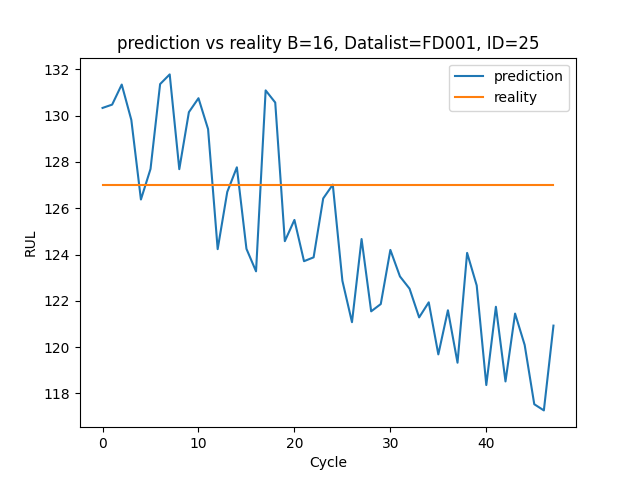 prediction vs reality B=16, Datalist=FD001, ID=25
prediction
reality
132
130
128
126
124
122
120
118
RUL
0 10 20 30 40
Cycle